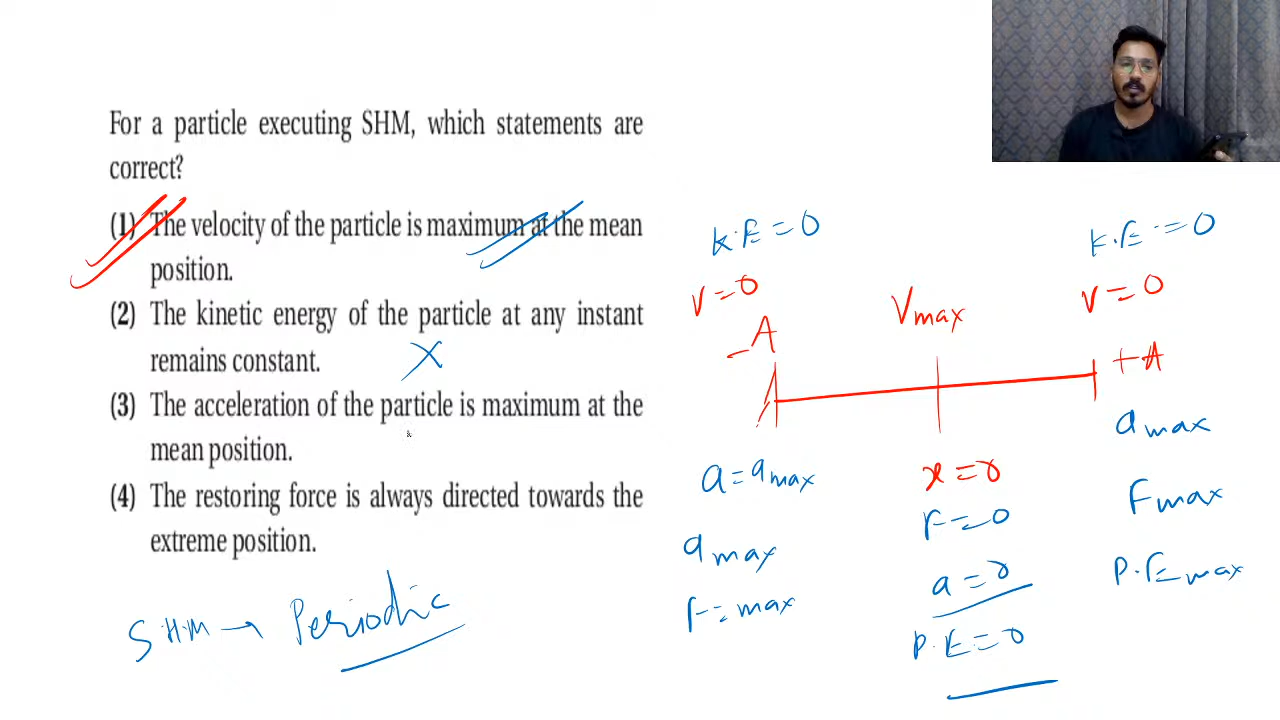 For a particle executing SHM, which statements are
correct?
(1) The velocity of the particle is maximum at the mean
position.
(2) The kinetic energy of the particle at any instant
remains constant.
(3) The acceleration of the particle is maximum at the
mean position.
(4) The restoring force is always directed towards the
extreme position.
SHM → Periodic
K.E = 0
K.E = 0
V = 0
Vmax
V = 0
-A
+A
a = amax
x = 0
amax
F = 0
Fmax
amax
a = 0
P.Emax
F = max
P.E = 0